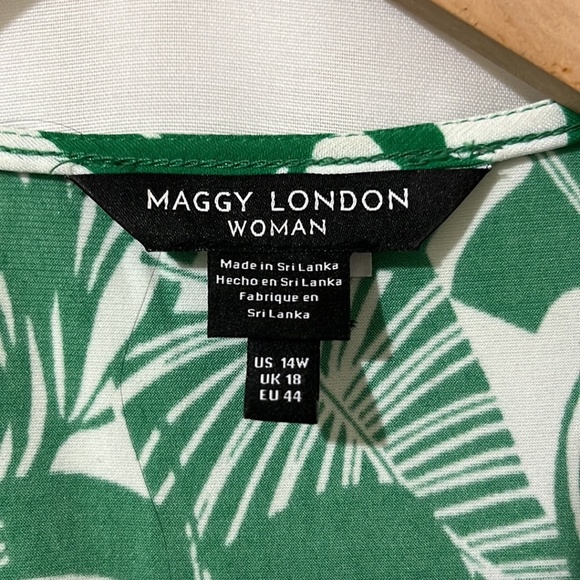 MAGGY LONDON
WOMAN
Made in Sri Lanka
Hecho en Sri Lanka
Fabrique en
Sri Lanka
US 14W
UK 18
EU 44